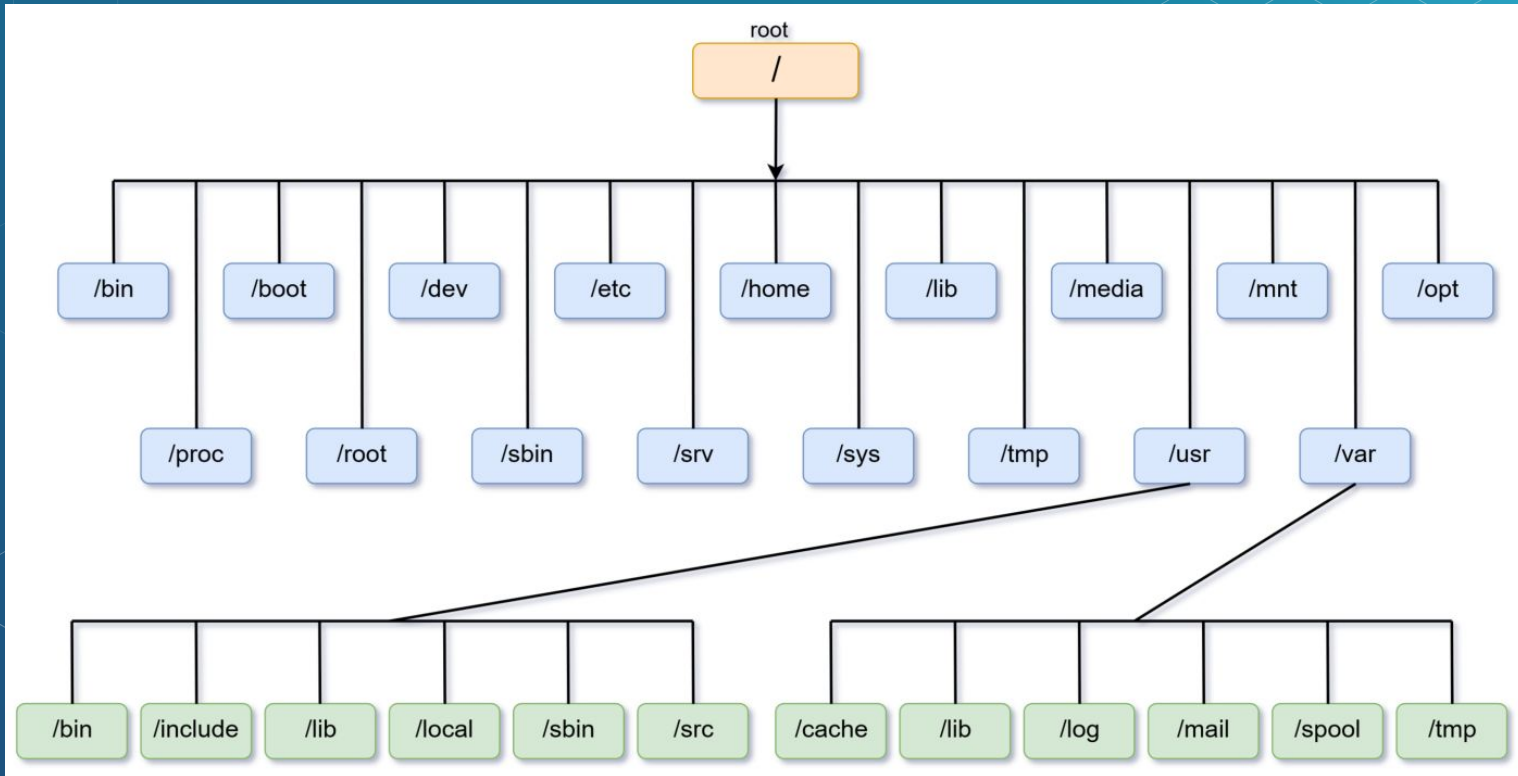 root
/
/bin
/boot
/dev
/etc
/home
/lib
/media
/mnt
/opt
/proc
/root
/sbin
/srv
/sys
/tmp
/usr
/var
/bin
/include
/lib
/local
/sbin
/src
/cache
/lib
/log
/mail
/spool
/tmp